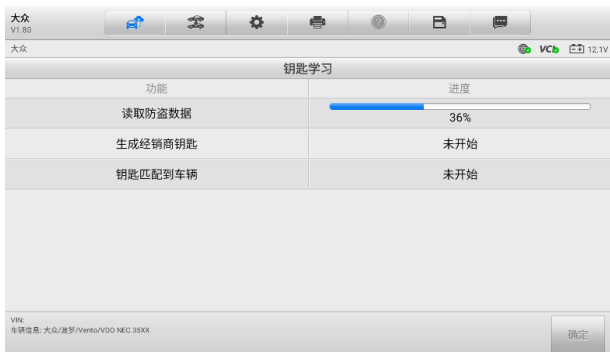 大众
V1.80
大众
VCI
12.1V
钥匙学习
功能 进度
读取防盗数据 36%
生成经销商钥匙 未开始
钥匙匹配到车辆 未开始
VIN:
车辆信息: 大众/波罗/Vento/VDO NEC 35XX
确定